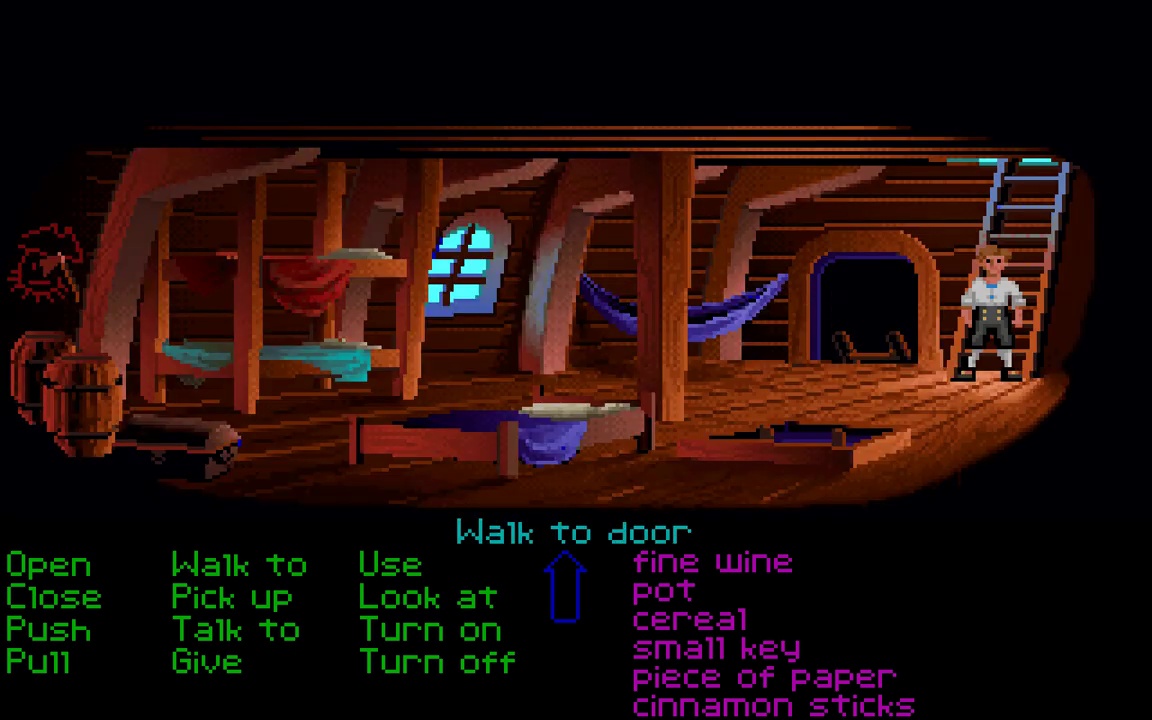 Walk to door
Open Walk to Use
Close Pick up Look at
Push Talk to Turn on
Pull Give Turn off
fine wine
pot
cereal
small key
piece of paper
cinnamon sticks